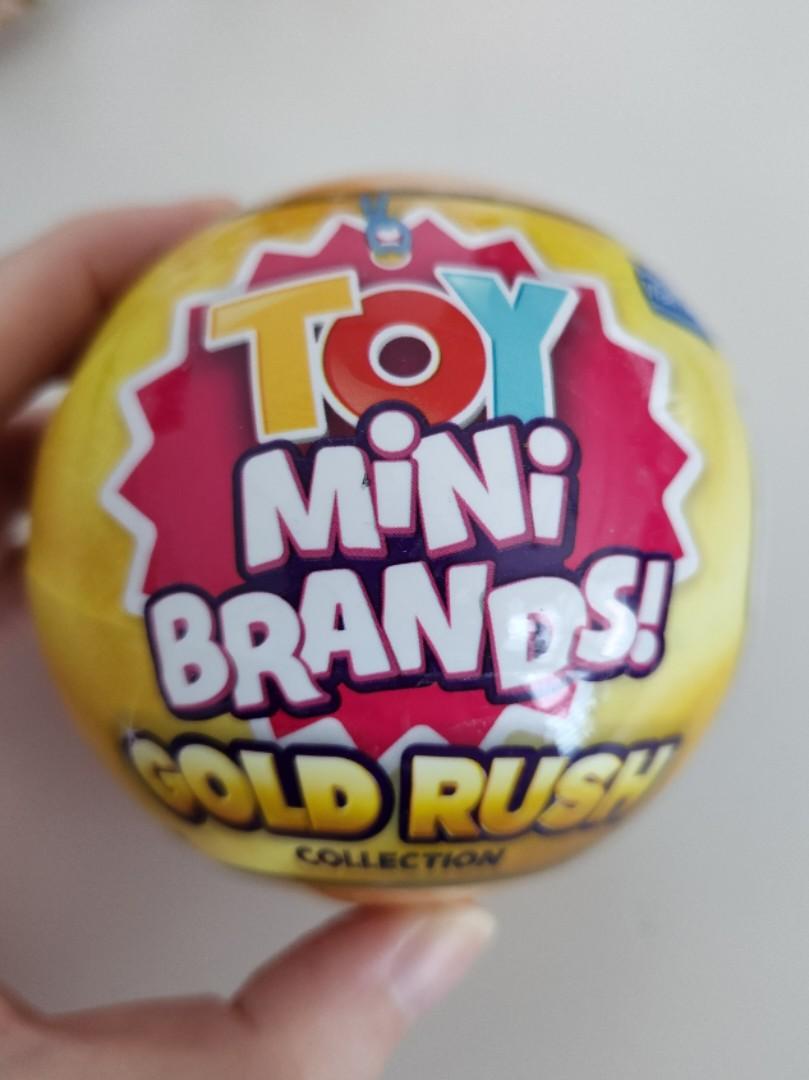 TOY
MiNi
BRANDS!
GOLD RUSH
COLLECTION